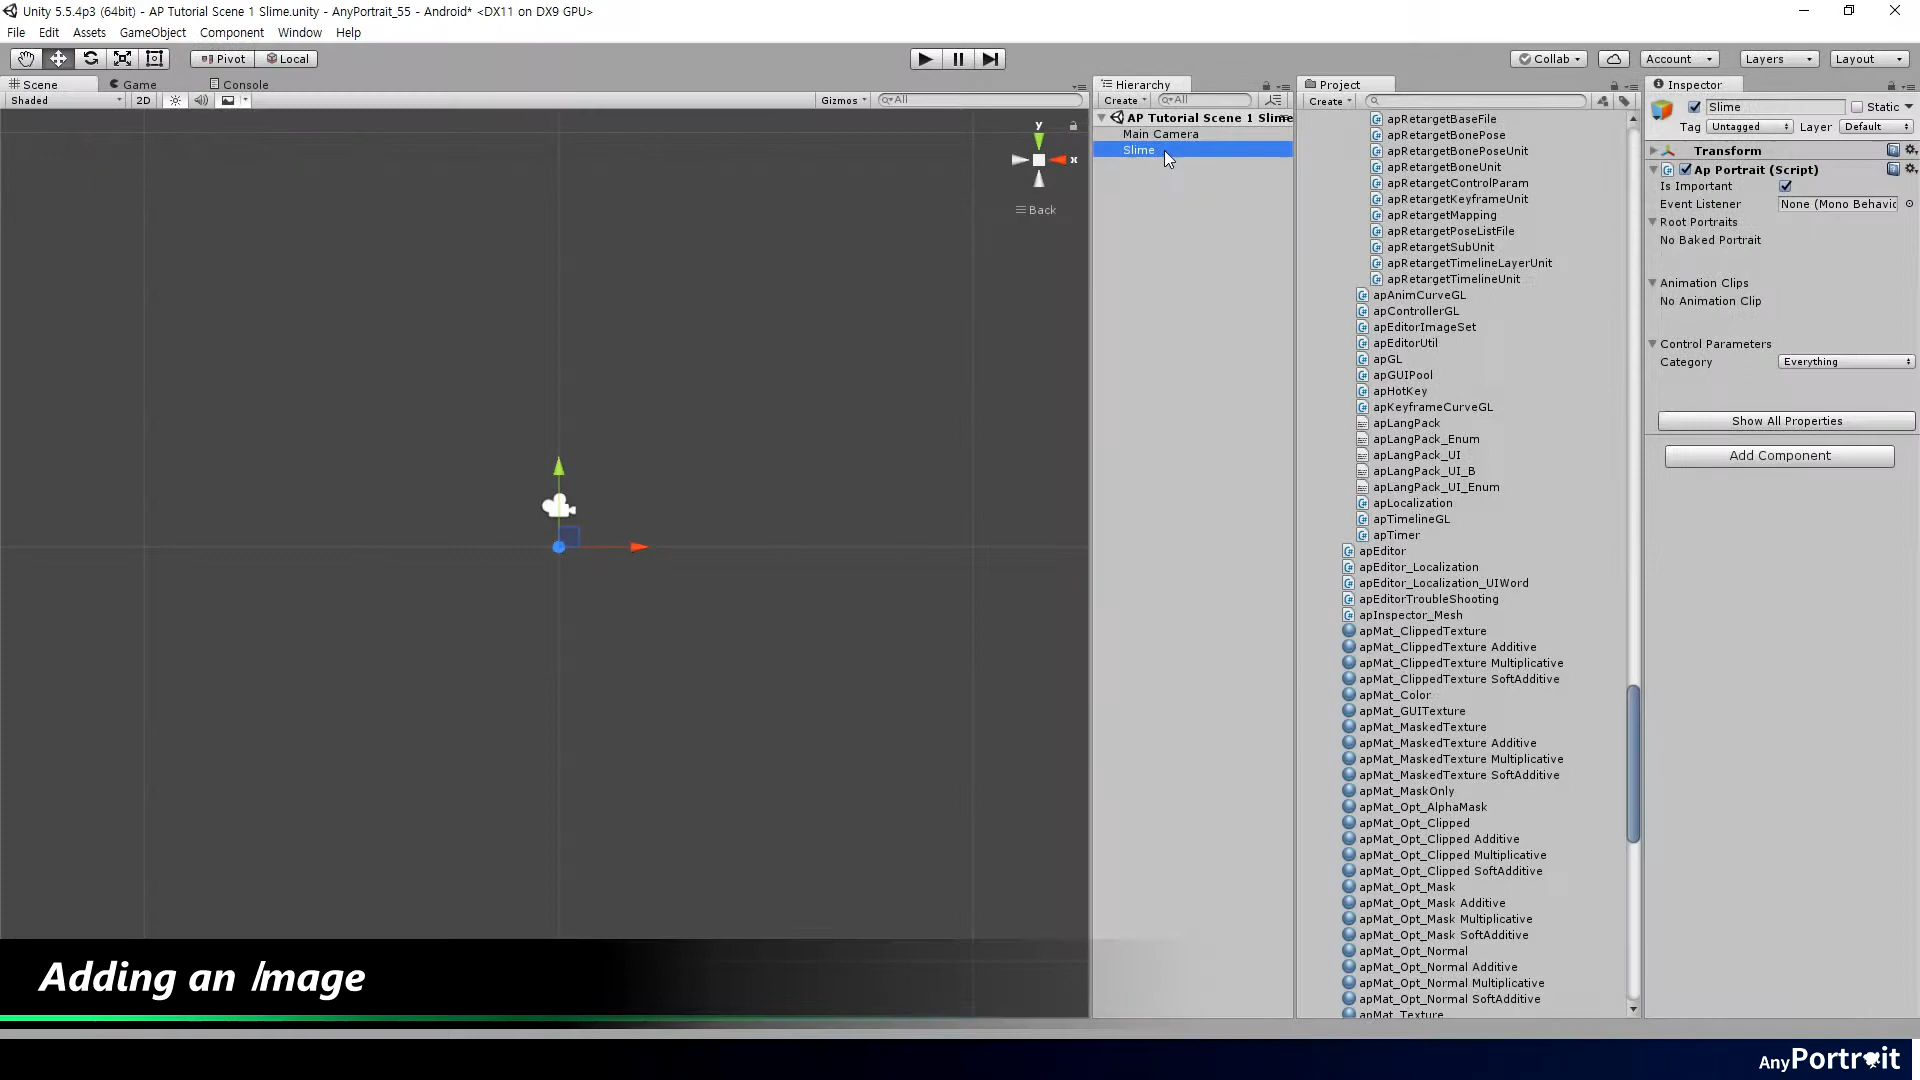 Unity 5.5.4p3 (64bit) - AP Tutorial Scene 1 Slime.unity - AnyPortrait_55 - Android* <DX11 on DX9 GPU>
File Edit Assets GameObject Component Window Help
Pivot Local Collab Account Layers Layout
Scene Game Console
Shaded 2D Gizmos All
y
x
Back
Hierarchy
Create All
AP Tutorial Scene 1 Slime
Main Camera
Slime
Project
Create
apRetargetBaseFile
apRetargetBonePose
apRetargetBonePoseUnit
apRetargetBoneUnit
apRetargetControlParam
apRetargetKeyframeUnit
apRetargetMapping
apRetargetPoseListFile
apRetargetSubUnit
apRetargetTimelineLayerUnit
apRetargetTimelineUnit
apAnimCurveGL
apControllerGL
apEditorImageSet
apEditorUtil
apGL
apGUIPool
apHotKey
apKeyframeCurveGL
apLangPack
apLangPack_Enum
apLangPack_UI
apLangPack_UI_B
apLangPack_UI_Enum
apLocalization
apTimelineGL
apTimer
apEditor
apEditor_Localization
apEditor_Localization_UIWord
apEditorTroubleShooting
apInspector_Mesh
apMat_ClippedTexture
apMat_ClippedTexture Additive
apMat_ClippedTexture Multiplicative
apMat_ClippedTexture SoftAdditive
apMat_Color
apMat_GUITexture
apMat_MaskedTexture
apMat_MaskedTexture Additive
apMat_MaskedTexture Multiplicative
apMat_MaskedTexture SoftAdditive
apMat_MaskOnly
apMat_Opt_AlphaMask
apMat_Opt_Clipped
apMat_Opt_Clipped Additive
apMat_Opt_Clipped Multiplicative
apMat_Opt_Clipped SoftAdditive
apMat_Opt_Mask
apMat_Opt_Mask Additive
apMat_Opt_Mask Multiplicative
apMat_Opt_Mask SoftAdditive
apMat_Opt_Normal
apMat_Opt_Normal Additive
apMat_Opt_Normal Multiplicative
apMat_Opt_Normal SoftAdditive
apMat_Texture
Inspector
Slime Static
Tag Untagged Layer Default
Transform
Ap Portrait (Script)
Is Important
Event Listener None (Mono Behavio
Root Portraits
No Baked Portrait
Animation Clips
No Animation Clip
Control Parameters
Category Everything
Show All Properties
Add Component
Adding an Image
AnyPortrait